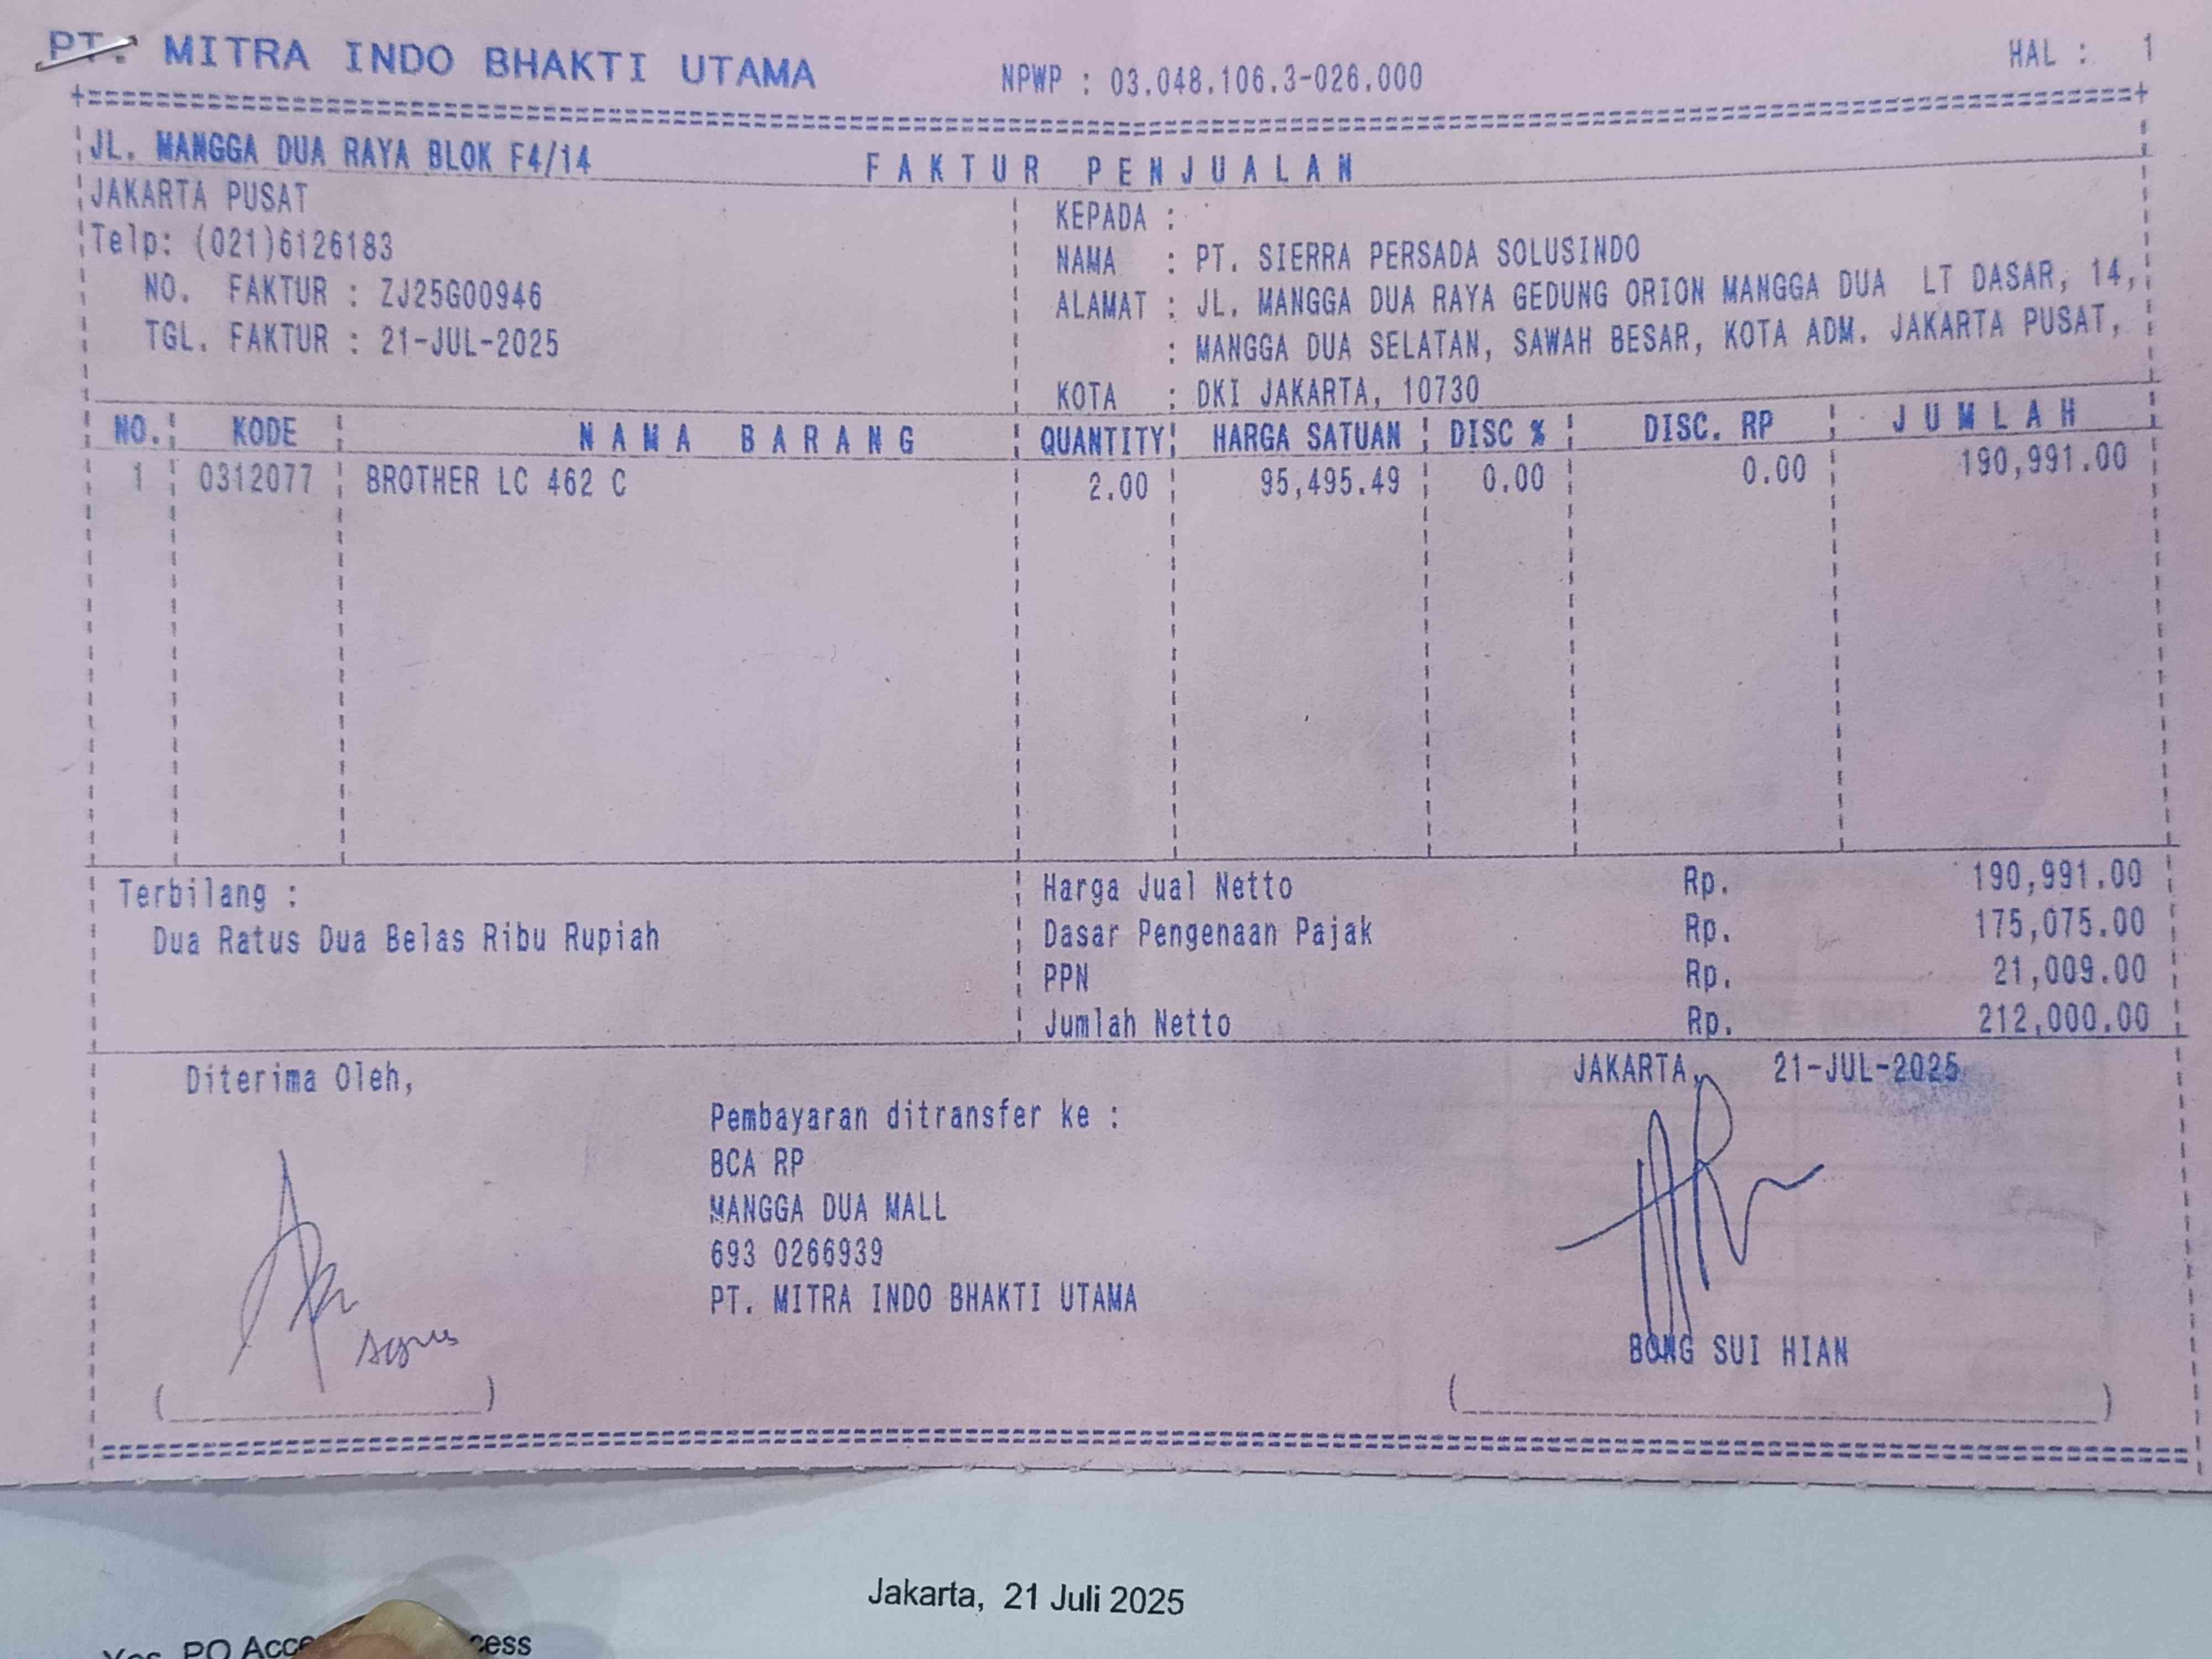 PT. MITRA INDO BHAKTI UTAMA NPWP : 03.048.106.3-026.000 HAL : 1
JL. MANGGA DUA RAYA BLOK F4/14 FAKTUR PENJUALAN
JAKARTA PUSAT
Telp: (021)6126183
NO. FAKTUR : ZJ25G00946
TGL. FAKTUR : 21-JUL-2025
KEPADA :
NAMA : PT. SIERRA PERSADA SOLUSINDO
ALAMAT : JL. MANGGA DUA RAYA GEDUNG ORION MANGGA DUA LT DASAR, 14,
: MANGGA DUA SELATAN, SAWAH BESAR, KOTA ADM. JAKARTA PUSAT,
KOTA : DKI JAKARTA, 10730
NO. KODE NAMA BARANG QUANTITY HARGA SATUAN DISC % DISC. RP JUMLAH
1 0312077 BROTHER LC 462 C 2.00 95,495.49 0.00 0.00 190,991.00
Terbilang :
Dua Ratus Dua Belas Ribu Rupiah
Harga Jual Netto Rp. 190,991.00
Dasar Pengenaan Pajak Rp. 175,075.00
PPN Rp. 21,009.00
Jumlah Netto Rp. 212,000.00
Diterima Oleh,
Agus
Pembayaran ditransfer ke :
BCA RP
MANGGA DUA MALL
693 0266939
PT. MITRA INDO BHAKTI UTAMA
JAKARTA, 21-JUL-2025
BONG SUI HIAN
Jakarta, 21 Juli 2025
Yes, PO